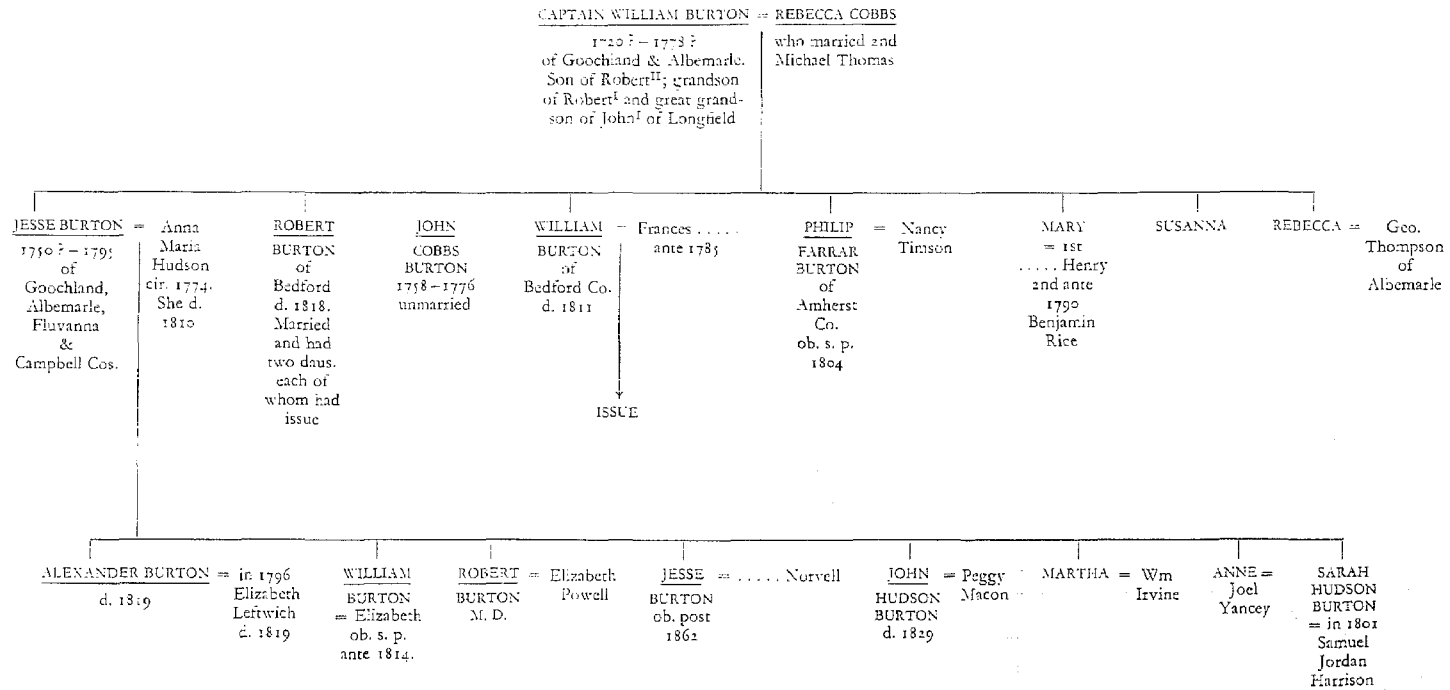 CAPTAIN WILLIAM BURTON = REBECCA COBBS
1720? – 1778?
of Goochland & Albemarle.
Son of Robert II; grandson
of Robert I and great grand-
son of John I of Longfield
who married 2nd
Michael Thomas
JESSE BURTON =
1750? – 1795
of
Goochland,
Albemarle,
Fluvanna
&
Campbell Cos.
Anna
Maria
Hudson
cir. 1774.
She d.
1810
ROBERT
BURTON
of
Bedford
d. 1818.
Married
and had
two daus.
each of
whom had
issue
JOHN
COBBS
BURTON
1758–1776
unmarried
WILLIAM =
BURTON
of
Bedford Co.
d. 1811
Frances .....
ante 1785
ISSUE
PHILIP =
FARRAR
BURTON
of
Amherst
Co.
ob. s. p.
1804
Nancy
Timson
MARY
= 1st
..... Henry
2nd ante
1790
Benjamin
Rice
SUSANNA
REBECCA =
Geo.
Thompson
of
Albemarle
ALEXANDER BURTON =
d. 1819
in 1796
Elizabeth
Leftwich
d. 1819
WILLIAM
BURTON
= Elizabeth
ob. s. p.
ante 1814.
ROBERT =
BURTON
M. D.
Elizabeth
Powell
JESSE = ..... Norvell
BURTON
ob. post
1862
JOHN =
HUDSON
BURTON
d. 1829
Peggy
Macon
MARTHA =
Wm
Irvine
ANNE =
Joel
Yancey
SARAH
HUDSON
BURTON
= in 1801
Samuel
Jordan
Harrison